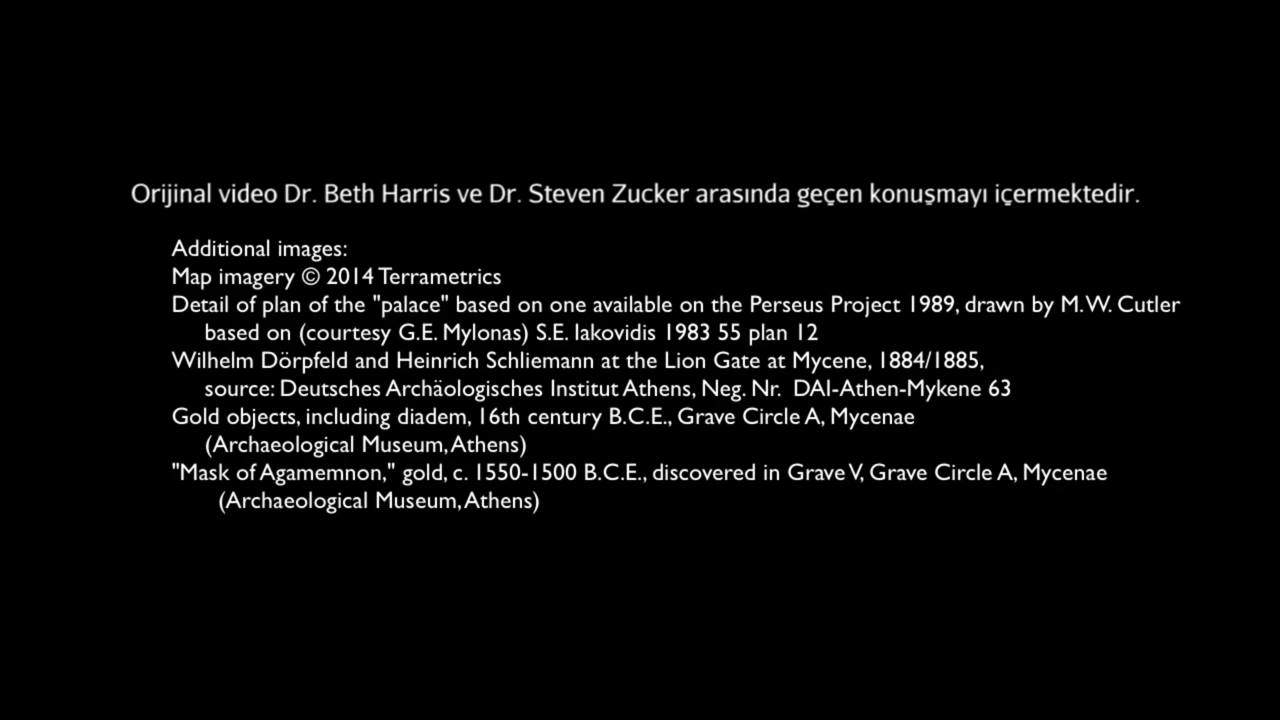 Orijinal video Dr. Beth Harris ve Dr. Steven Zucker arasında geçen konuşmayı içermektedir.
Additional images:
Map imagery © 2014 Terrametrics
Detail of plan of the "palace" based on one available on the Perseus Project 1989, drawn by M.W. Cutler
based on (courtesy G.E. Mylonas) S.E. Iakovidis 1983 55 plan 12
Wilhelm Dörpfeld and Heinrich Schliemann at the Lion Gate at Mycene, 1884/1885,
source: Deutsches Archäologisches Institut Athens, Neg. Nr. DAI-Athen-Mykene 63
Gold objects, including diadem, 16th century B.C.E., Grave Circle A, Mycenae
(Archaeological Museum, Athens)
"Mask of Agamemnon," gold, c. 1550-1500 B.C.E., discovered in Grave V, Grave Circle A, Mycenae
(Archaeological Museum, Athens)